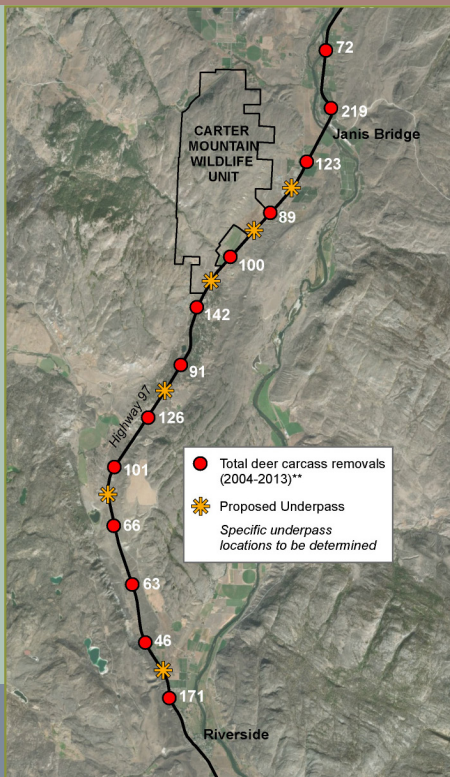 72
219
Janis Bridge
CARTER
MOUNTAIN
WILDLIFE
UNIT
123
89
100
142
91
Highway 97
126
101
66
63
46
171
Riverside
Total deer carcass removals
(2004-2013)**
Proposed Underpass
Specific underpass
locations to be determined